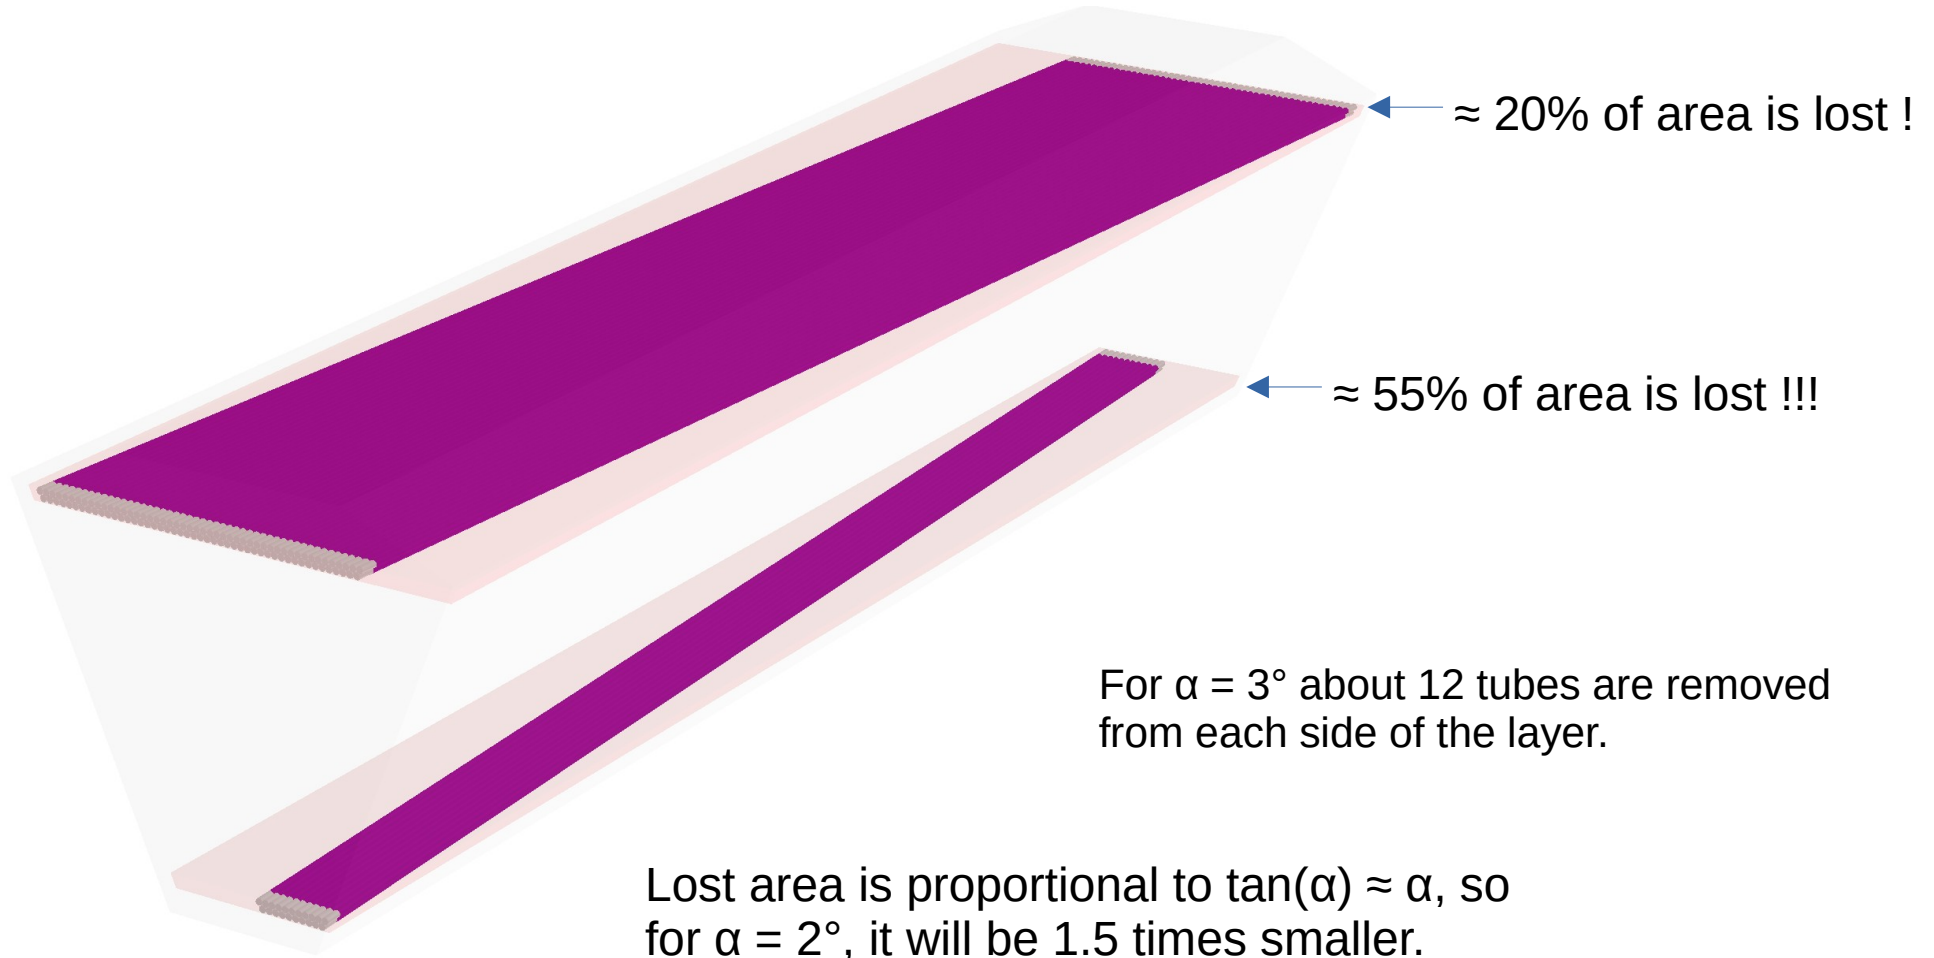 ≈ 20% of area is lost !
≈ 55% of area is lost !!!
For α = 3° about 12 tubes are removed
from each side of the layer.
Lost area is proportional to tan(α) ≈ α, so
for α = 2°, it will be 1.5 times smaller.